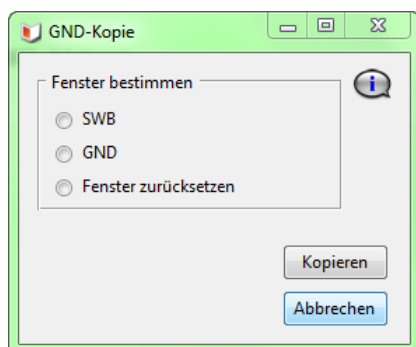 GND-Kopie
Fenster bestimmen
SWB
GND
Fenster zurücksetzen
Kopieren
Abbrechen